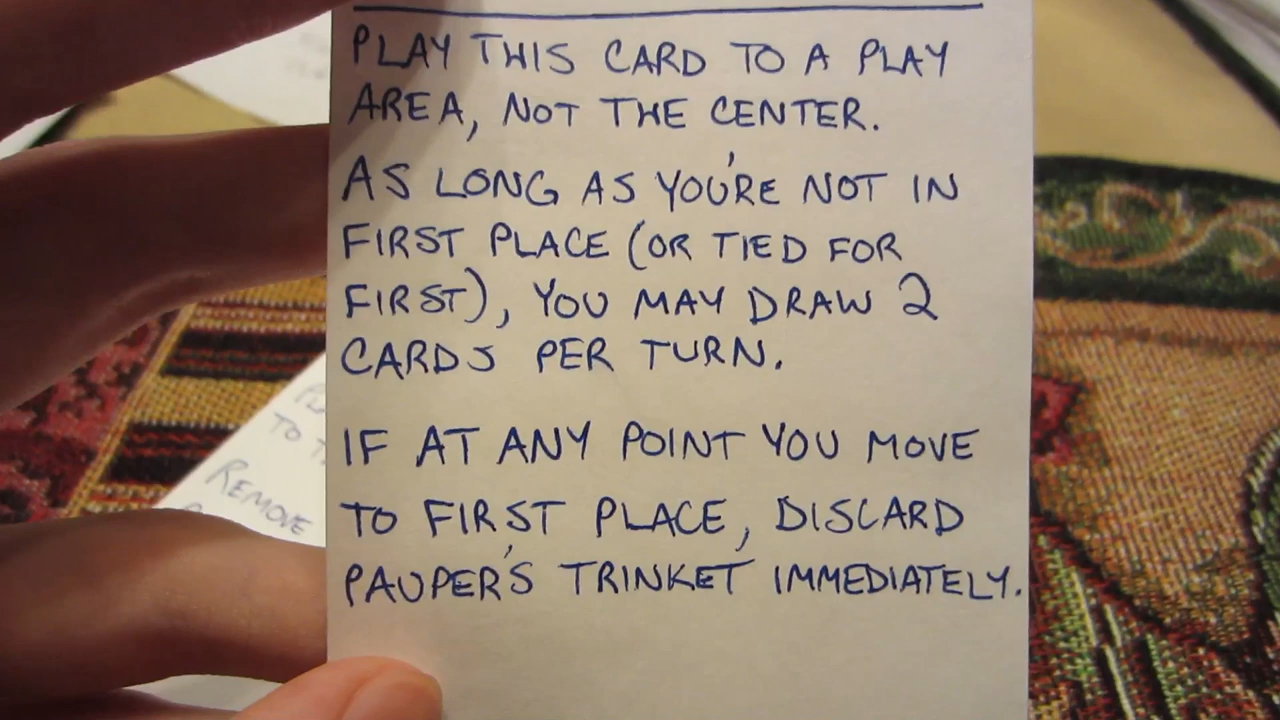 PLAY THIS CARD TO A PLAY
AREA, NOT THE CENTER.
AS LONG AS YOU'RE NOT IN
FIRST PLACE (OR TIED FOR
FIRST), YOU MAY DRAW 2
CARDS PER TURN.
IF AT ANY POINT YOU MOVE
TO FIRST PLACE, DISCARD
PAUPER'S TRINKET IMMEDIATELY.
TO
REMOVE